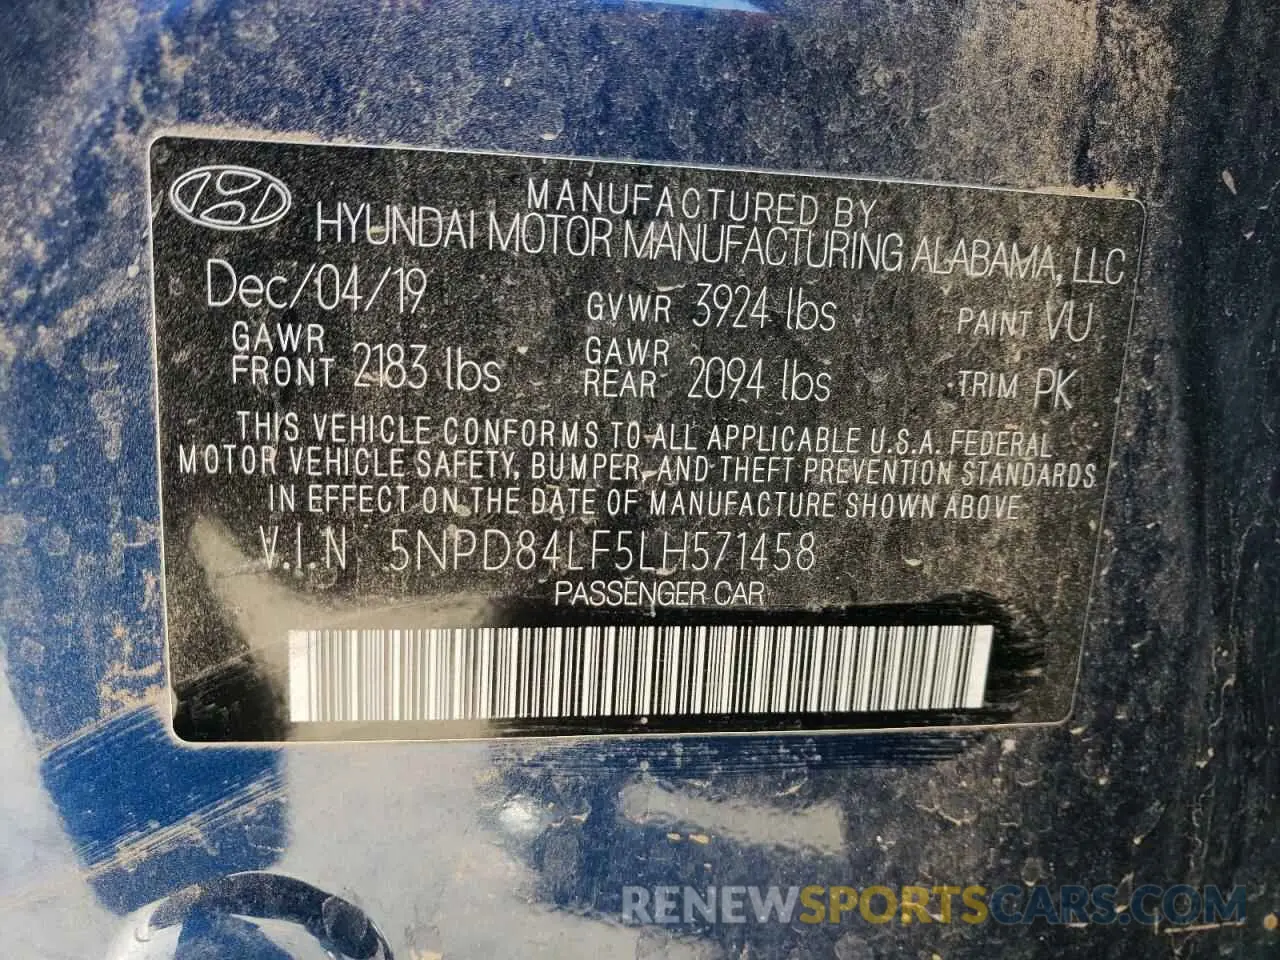 MANUFACTURED BY
HYUNDAI MOTOR MANUFACTURING ALABAMA, LLC
Dec/04/19 GVWR 3924 lbs PAINT VU
GAWR FRONT 2183 lbs GAWR REAR 2094 lbs TRIM PK
THIS VEHICLE CONFORMS TO ALL APPLICABLE U.S.A. FEDERAL
MOTOR VEHICLE SAFETY, BUMPER, AND THEFT PREVENTION STANDARDS
IN EFFECT ON THE DATE OF MANUFACTURE SHOWN ABOVE
V.I.N 5NPD84LF5LH571458
PASSENGER CAR
RENEWSPORTSCARS.COM